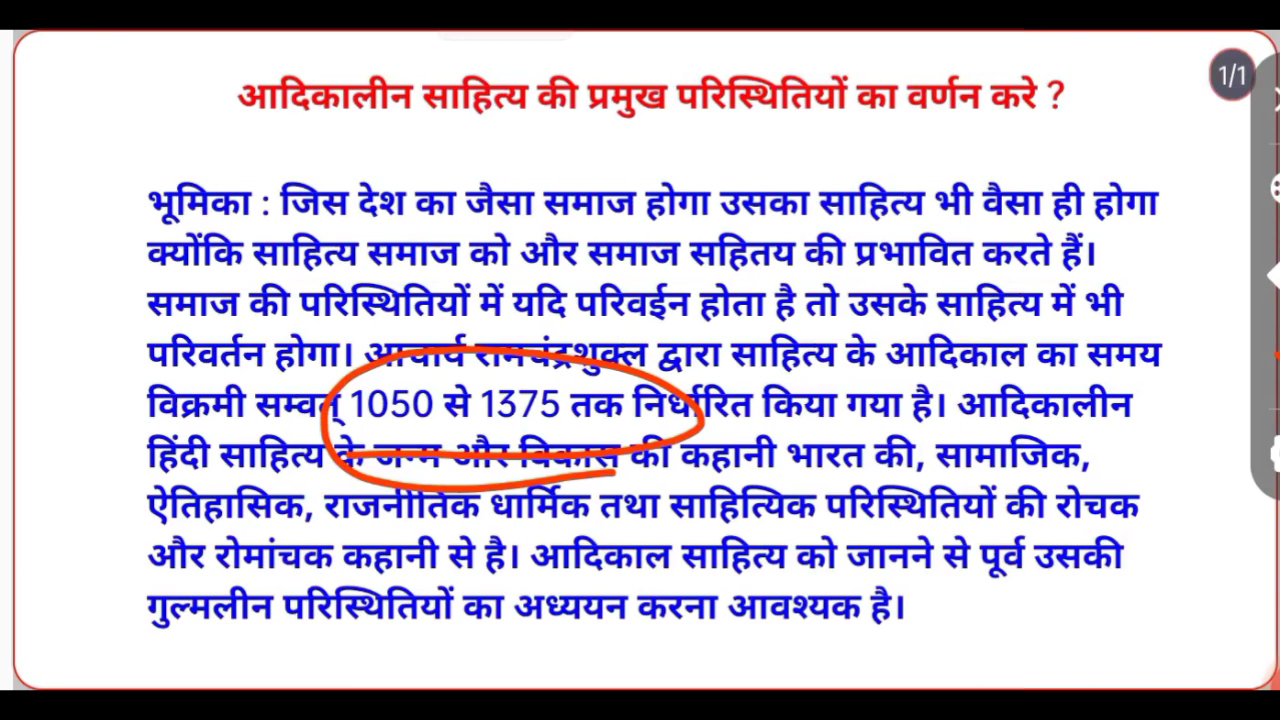 आदिकालीन साहित्य की प्रमुख परिस्थितियों का वर्णन करे ?
1/1
भूमिका : जिस देश का जैसा समाज होगा उसका साहित्य भी वैसा ही होगा
क्योंकि साहित्य समाज को और समाज सहितय की प्रभावित करते हैं।
समाज की परिस्थितियों में यदि परिवईन होता है तो उसके साहित्य में भी
परिवर्तन होगा। आचार्य रामचंद्रशुक्ल द्वारा साहित्य के आदिकाल का समय
विक्रमी सम्वत् 1050 से 1375 तक निर्धारित किया गया है। आदिकालीन
हिंदी साहित्य के जन्म और विकास की कहानी भारत की, सामाजिक,
ऐतिहासिक, राजनीतिक धार्मिक तथा साहित्यिक परिस्थितियों की रोचक
और रोमांचक कहानी से है। आदिकाल साहित्य को जानने से पूर्व उसकी
गुल्मलीन परिस्थितियों का अध्ययन करना आवश्यक है।